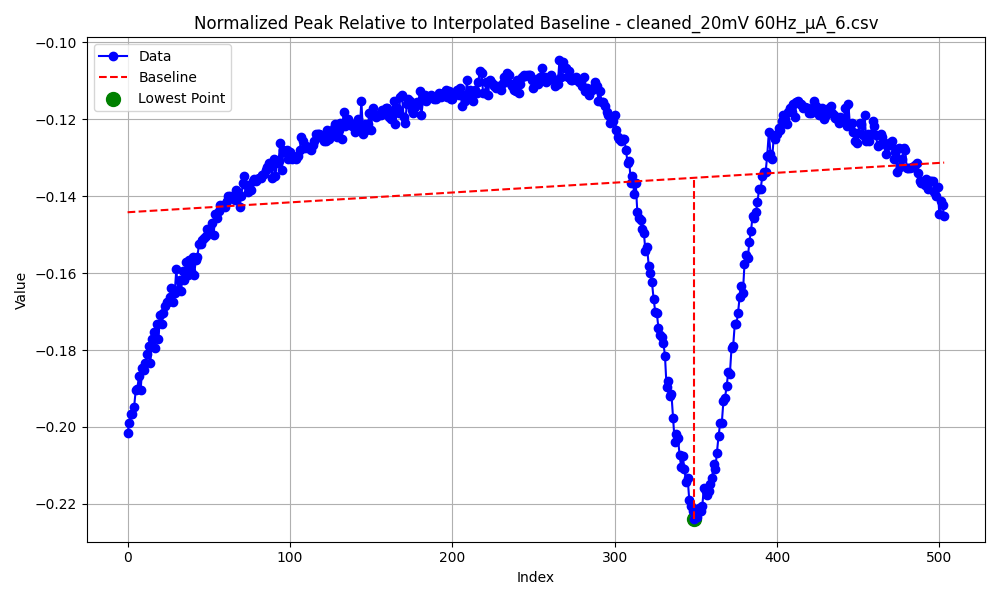 Normalized Peak Relative to Interpolated Baseline - cleaned_20mV 60Hz_μA_6.csv
Data
Baseline
Lowest Point
−0.10
−0.12
−0.14
−0.16
−0.18
−0.20
−0.22
Value
0
100
200
300
400
500
Index